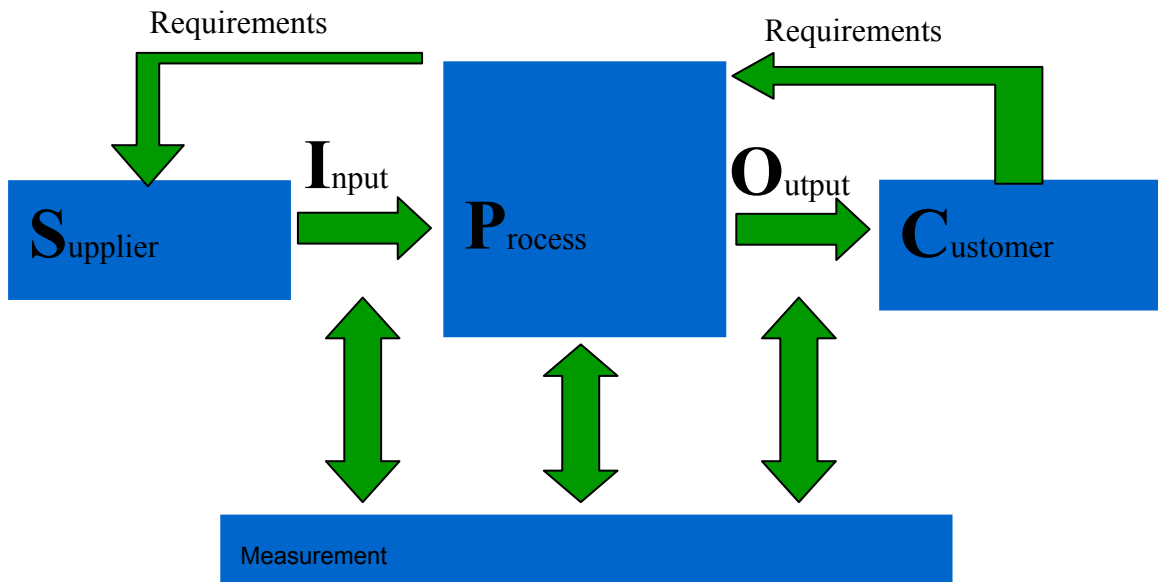 Requirements
Requirements
Input
Output
Supplier
Process
Customer
Measurement